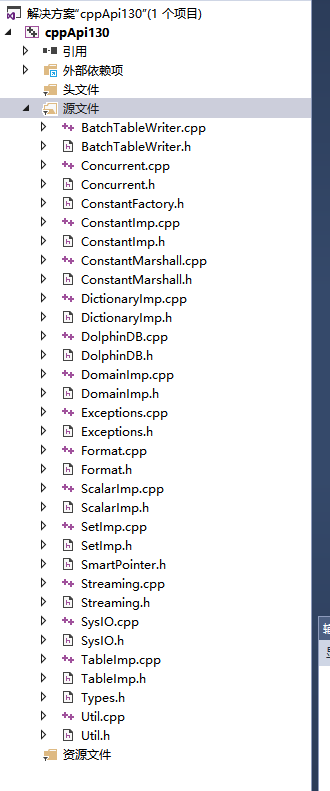 解决方案"cppApi130"(1 个项目)
cppApi130
引用
外部依赖项
头文件
源文件
BatchTableWriter.cpp
BatchTableWriter.h
Concurrent.cpp
Concurrent.h
ConstantFactory.h
ConstantImp.cpp
ConstantImp.h
ConstantMarshall.cpp
ConstantMarshall.h
DictionaryImp.cpp
DictionaryImp.h
DolphinDB.cpp
DolphinDB.h
DomainImp.cpp
DomainImp.h
Exceptions.cpp
Exceptions.h
Format.cpp
Format.h
ScalarImp.cpp
ScalarImp.h
SetImp.cpp
SetImp.h
SmartPointer.h
Streaming.cpp
Streaming.h
SysIO.cpp
SysIO.h
TableImp.cpp
TableImp.h
Types.h
Util.cpp
Util.h
资源文件